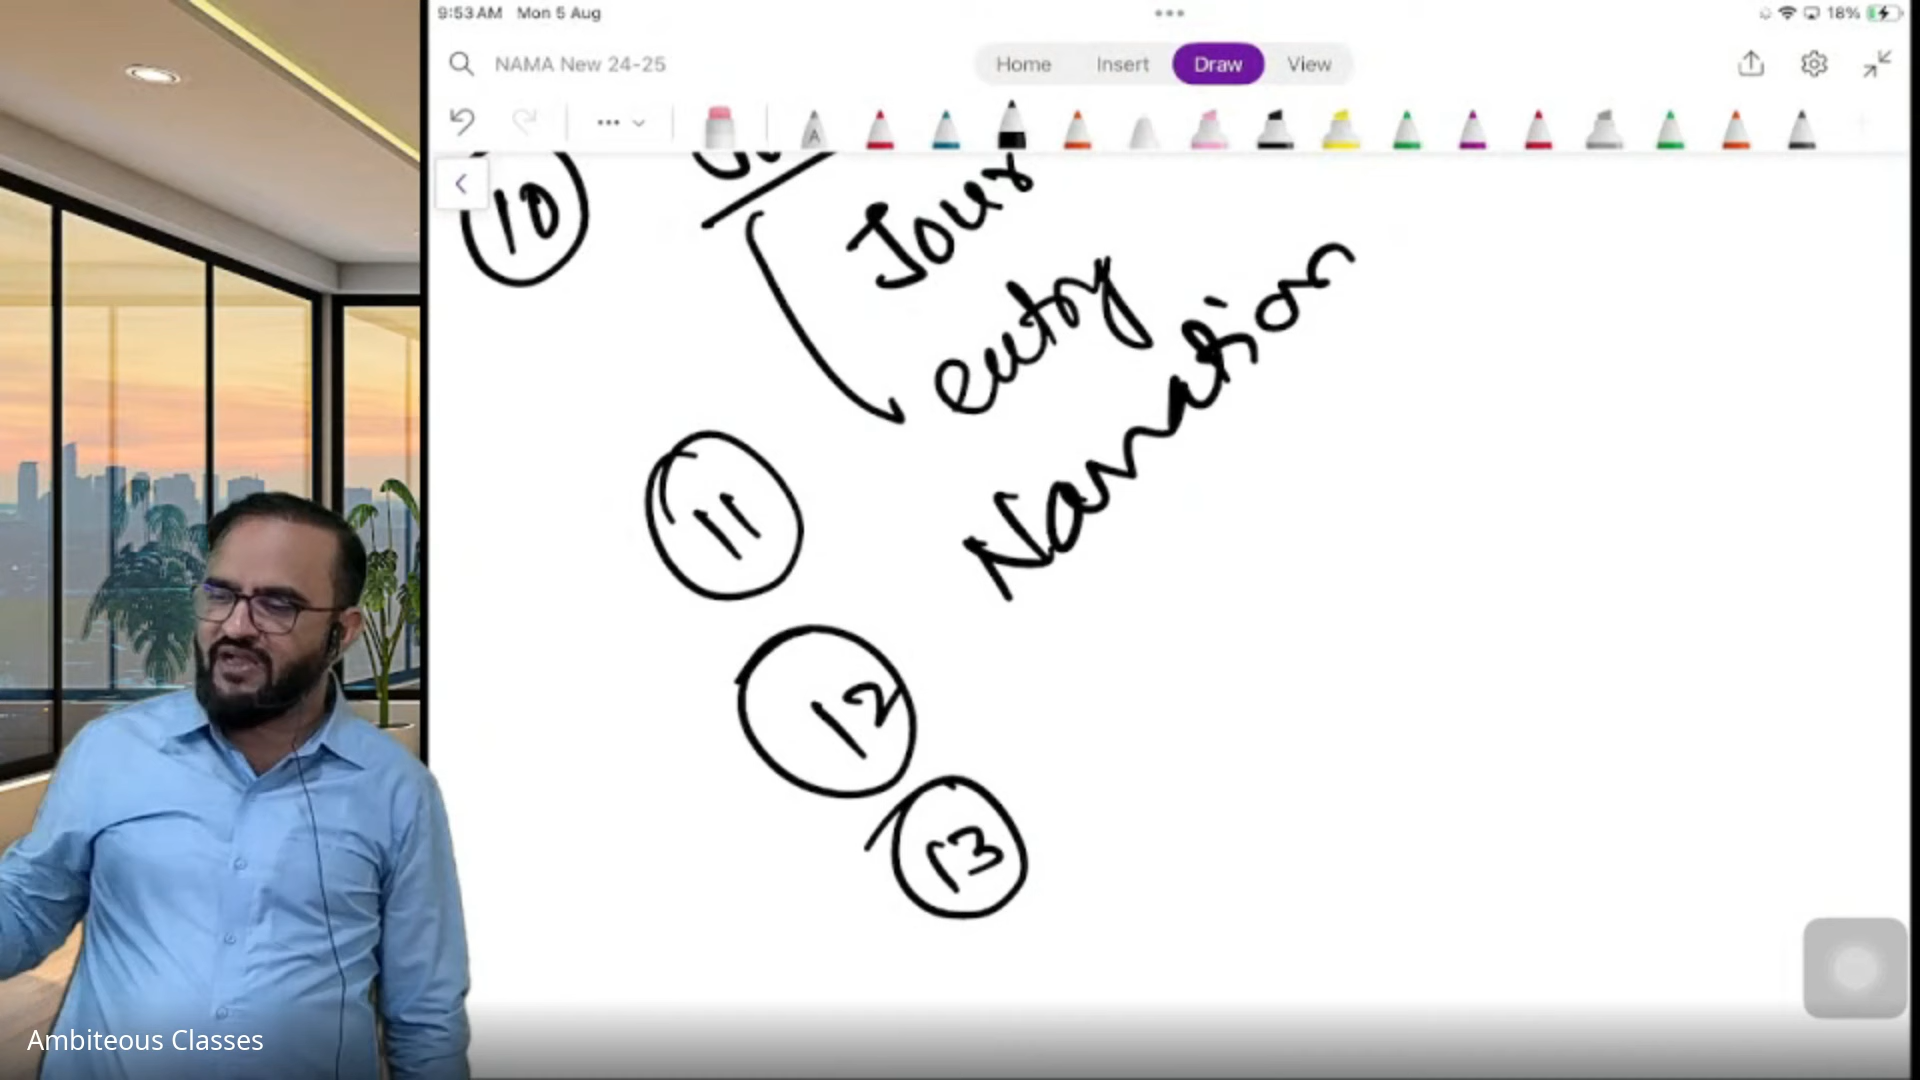 9:53 AM Mon 5 Aug
18%
NAMA New 24-25
Home Insert Draw View
A
10
Jour
entry
Narration
11
12
13
Ambiteous Classes